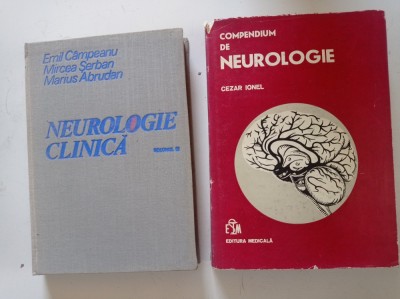 Emil Câmpeanu
Mircea Şerban
Marius Abrudan
NEUROLOGIE
CLINICĂ
COMPENDIUM
DE
NEUROLOGIE
CEZAR IONEL
EDITURA MEDICALĂ